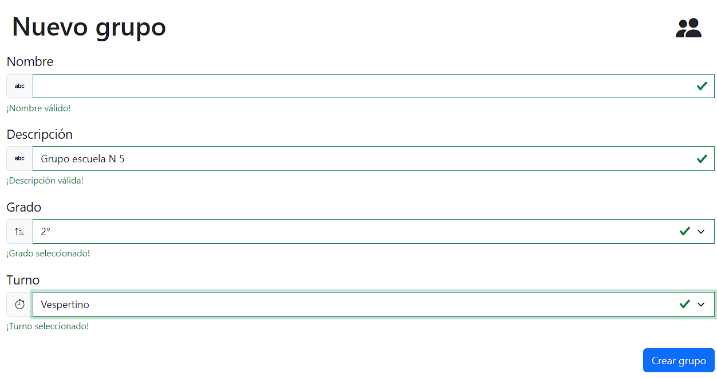 Nuevo grupo
Nombre
abc
¡Nombre válido!
Descripción
abc Grupo escuela N 5
¡Descripción válida!
Grado
2°
¡Grado seleccionado!
Turno
Vespertino
¡Turno seleccionado!
Crear grupo